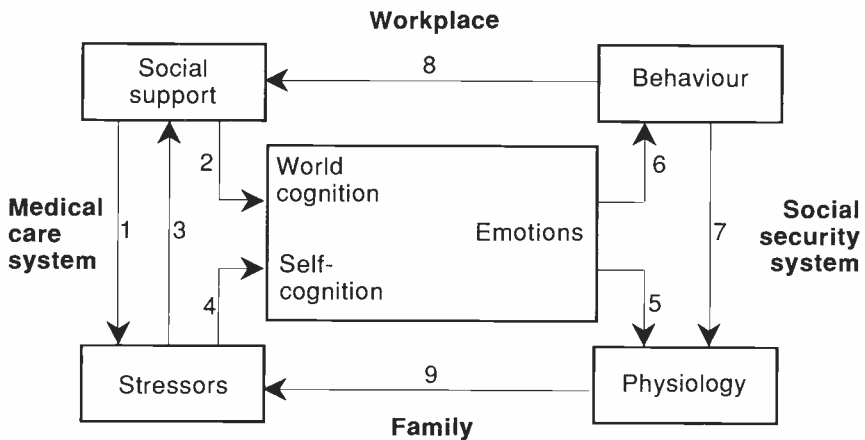 Workplace
Social
support
8
Behaviour
2
World
cognition
6
Medical
care
system
1
3
Emotions
7
Social
security
system
Self-
cognition
4
5
Stressors
9
Physiology
Family